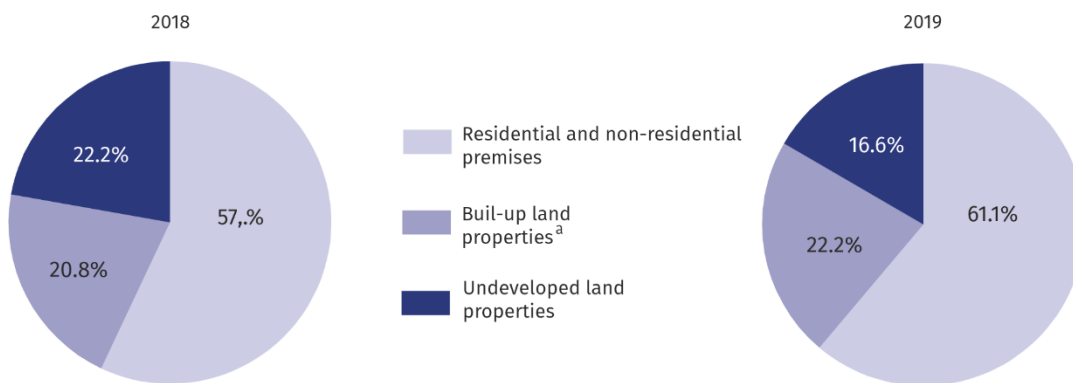 2018
22.2%
57,.%
20.8%
Residential and non-residential
premises
Buil-up land
propertiesª
Undeveloped land
properties
2019
16.6%
61.1%
22.2%